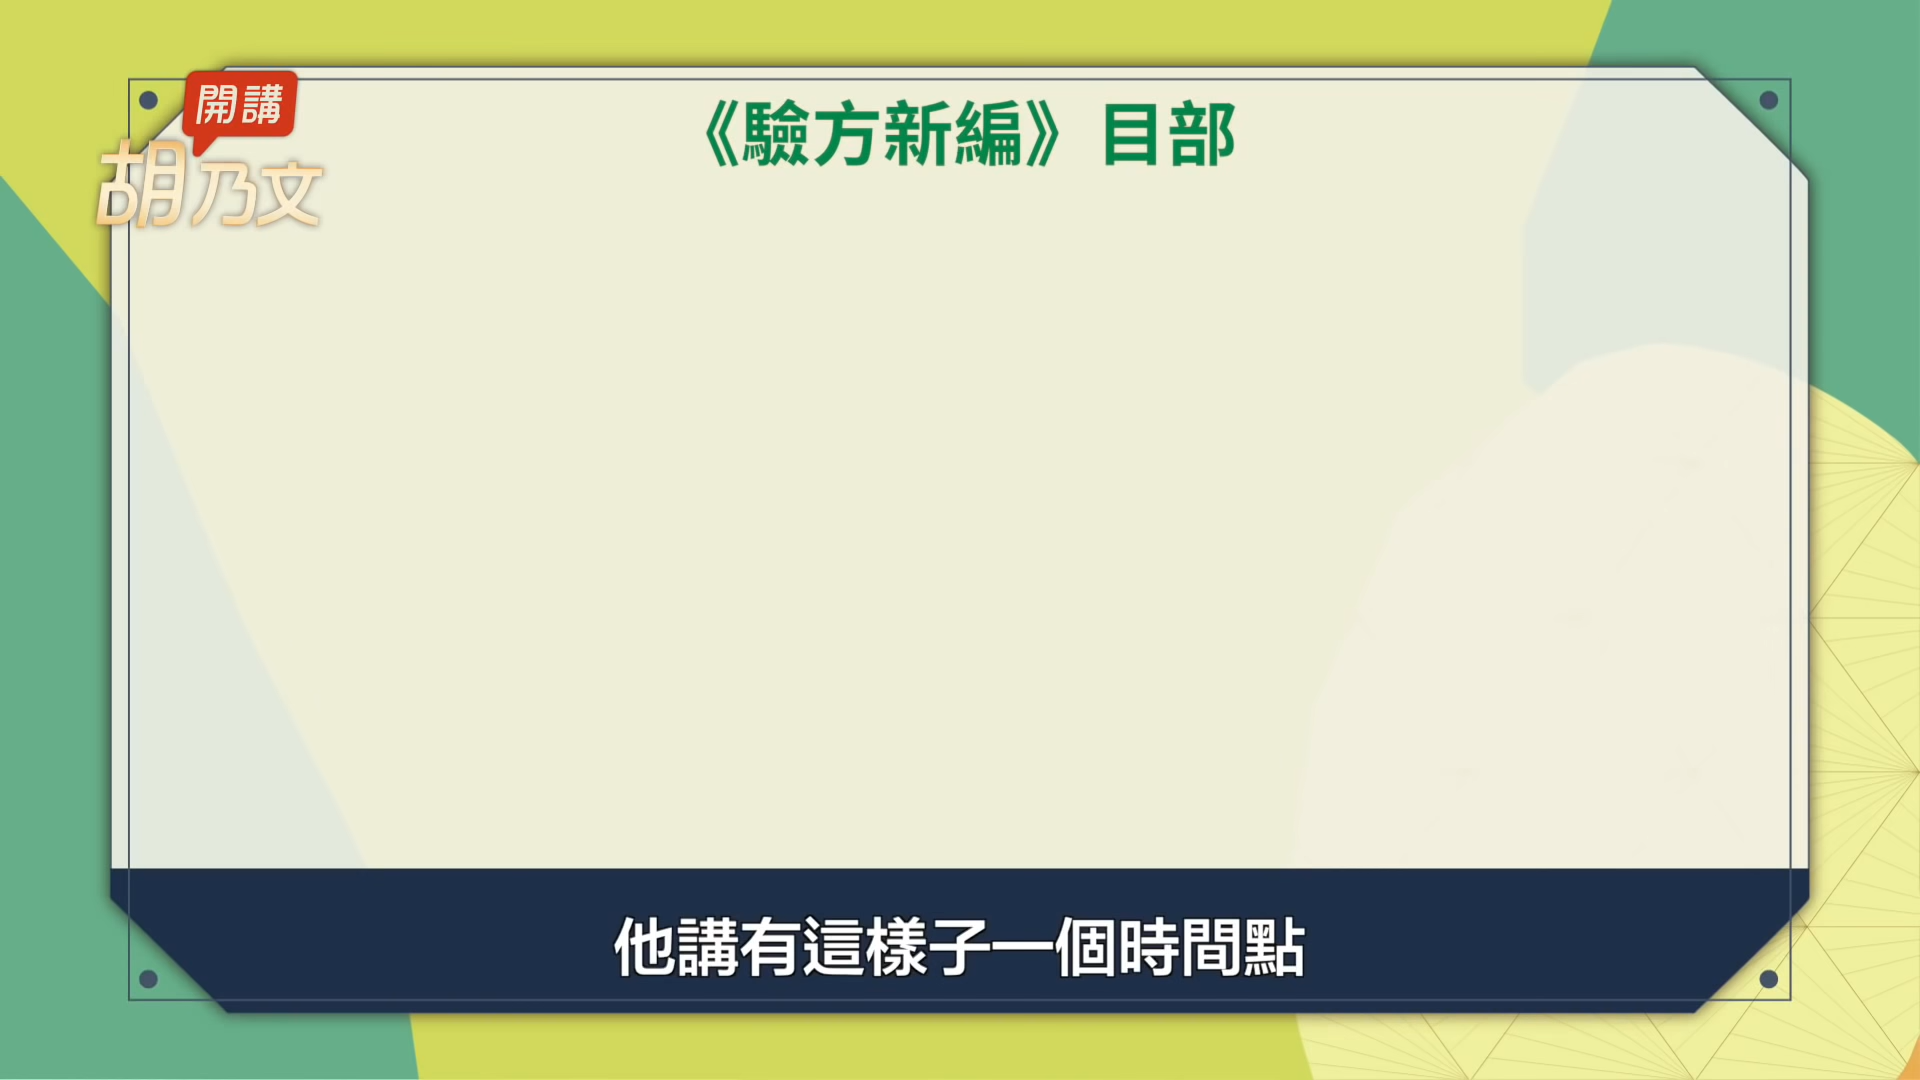 開講
胡乃文
《驗方新編》目部
他講有這樣子一個時間點